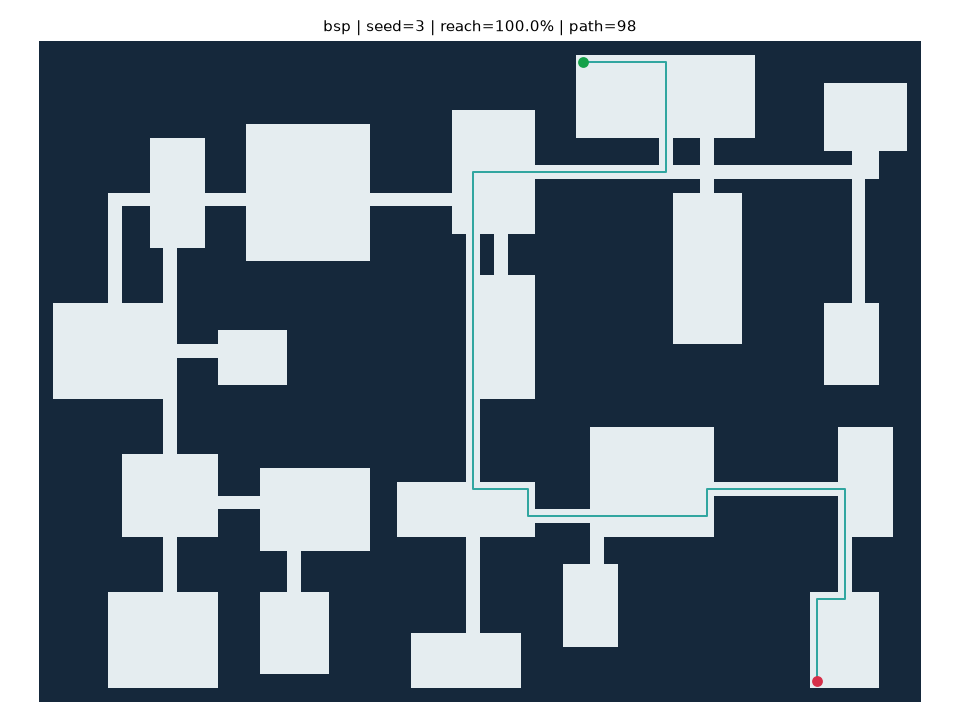 bsp | seed=3 | reach=100.0% | path=98